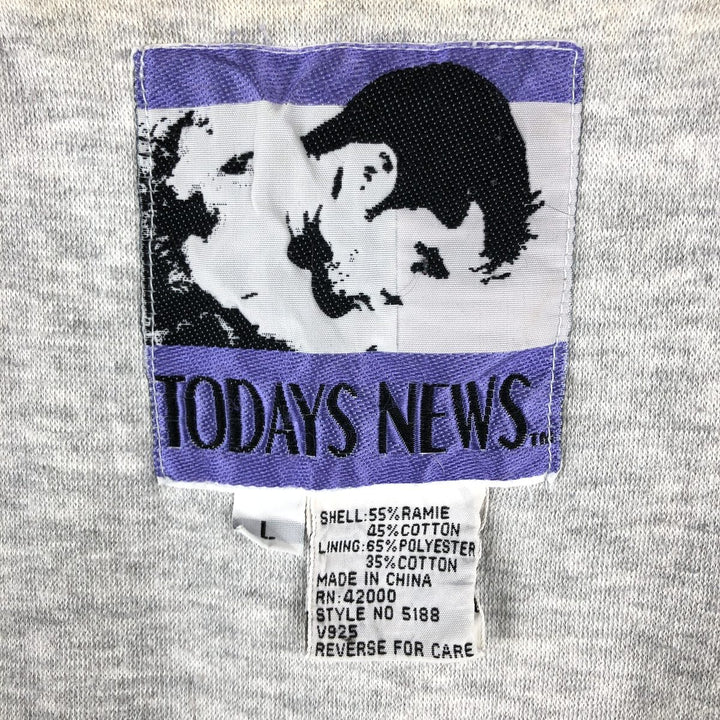 TODAYS NEWS TM
L
SHELL:55%RAMIE
45%COTTON
LINING:65%POLYESTER
35%COTTON
MADE IN CHINA
RN:42000
STYLE NO 5188
V925
REVERSE FOR CARE